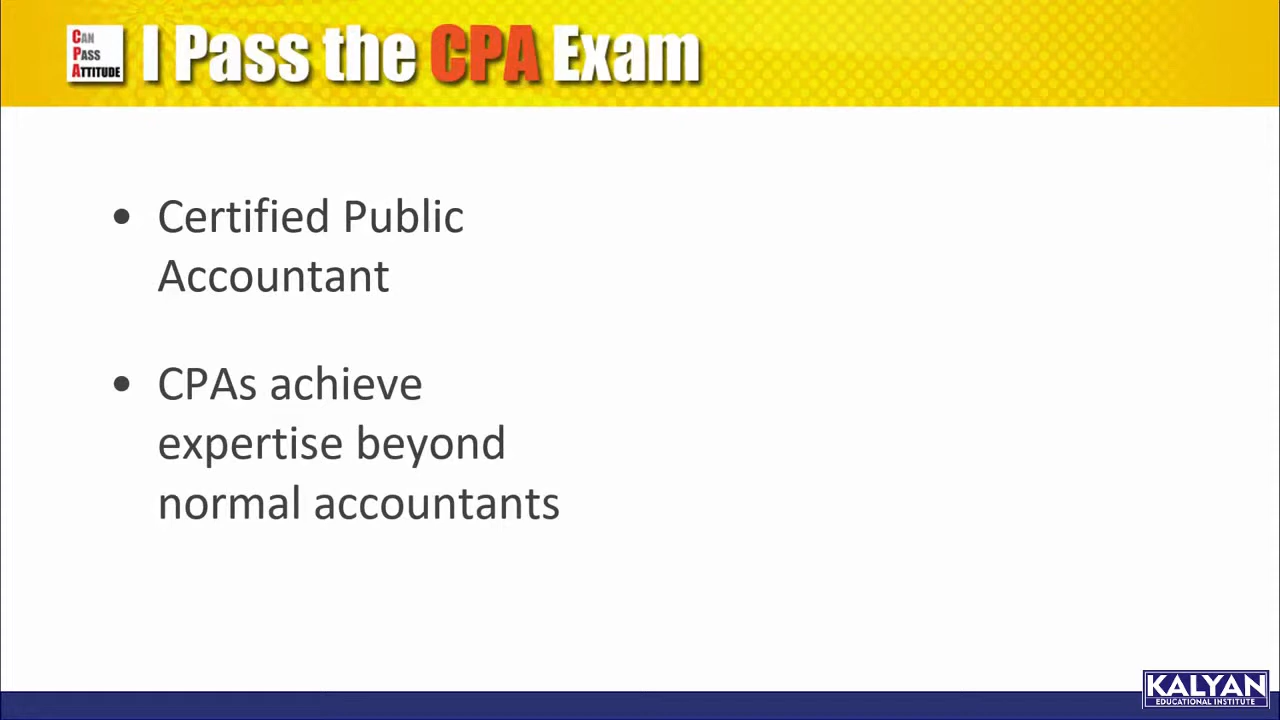 CAN
PASS
ATTITUDE
I Pass the CPA Exam
• Certified Public
Accountant
• CPAs achieve
expertise beyond
normal accountants
KALYAN
EDUCATIONAL INSTITUTE